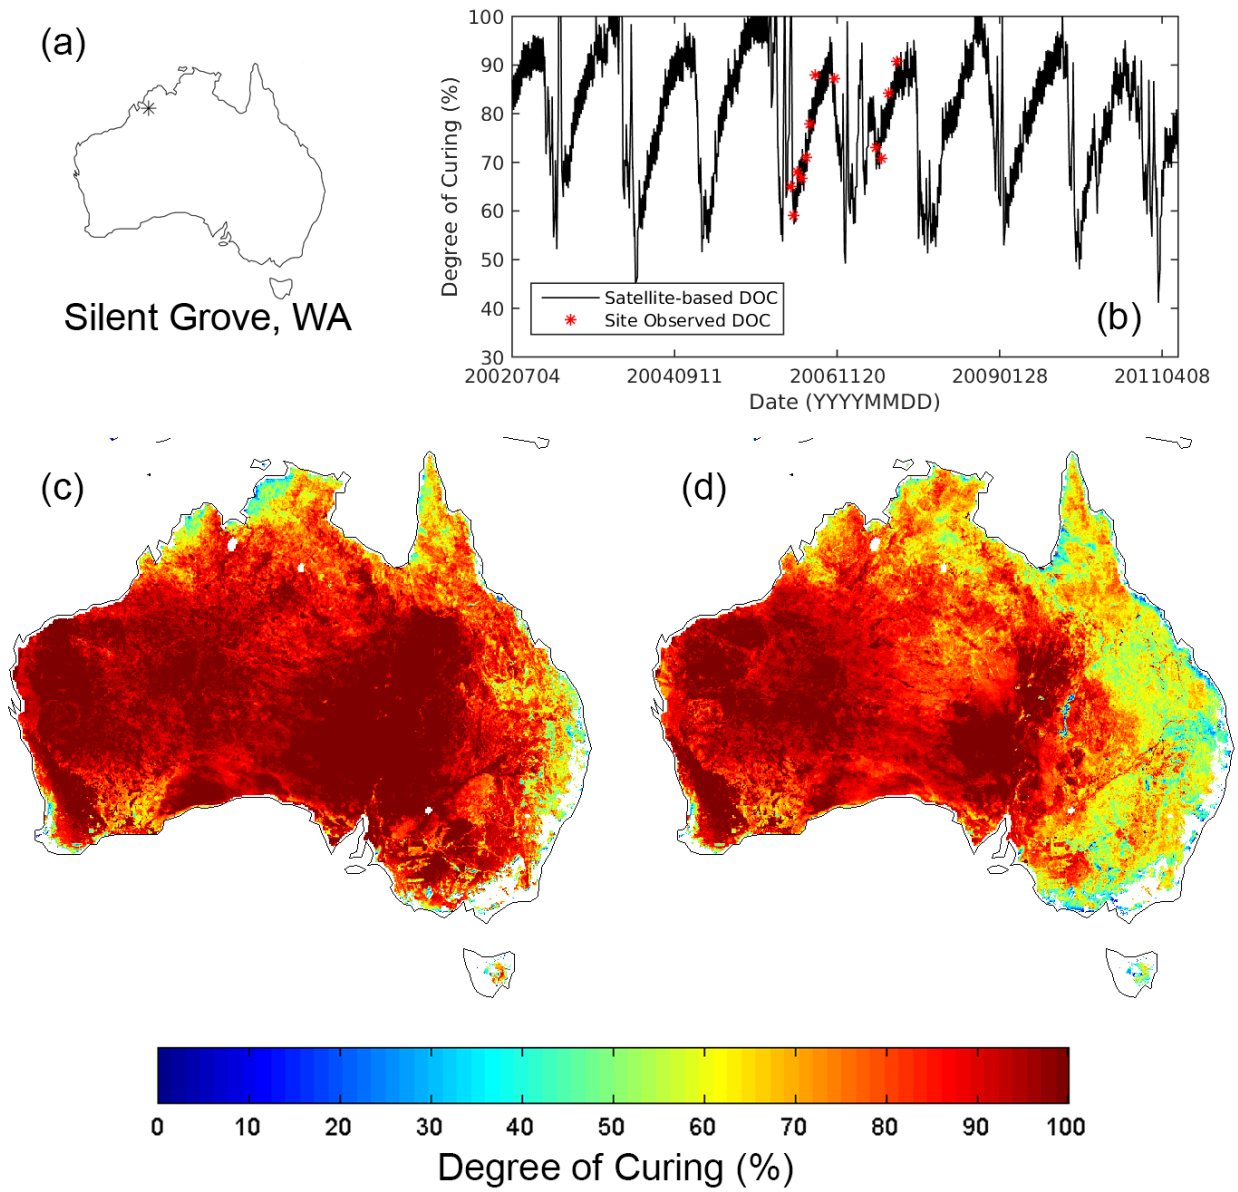 (a)
Silent Grove, WA
100
90
80
70
60
50
40
30
Degree of Curing (%)
Satellite-based DOC
Site Observed DOC
(b)
20020704 20040911 20061120 20090128 20110408
Date (YYYYMMDD)
(c)
(d)
0 10 20 30 40 50 60 70 80 90 100
Degree of Curing (%)